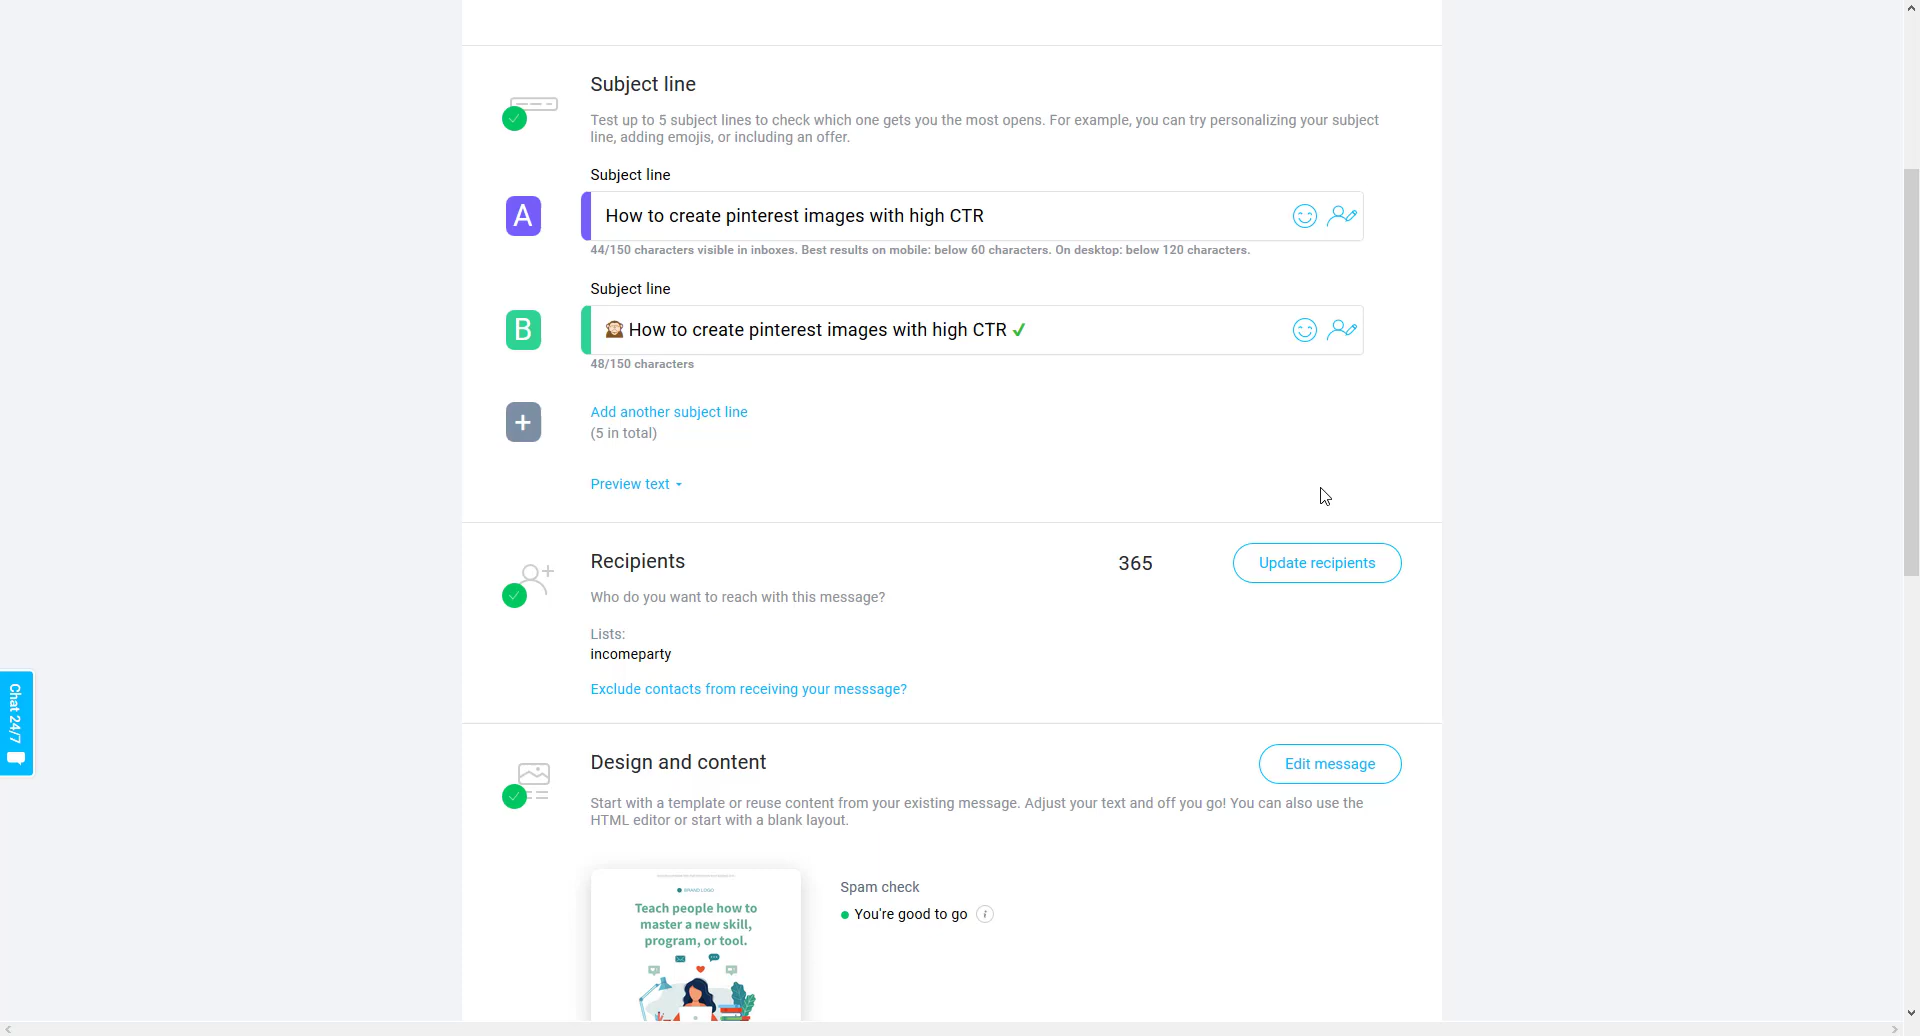 Subject line
Test up to 5 subject lines to check which one gets you the most opens. For example, you can try personalizing your subject
line, adding emojis, or including an offer.
Subject line
A
How to create pinterest images with high CTR
44/150 characters visible in inboxes. Best results on mobile: below 60 characters. On desktop: below 120 characters.
Subject line
B
🙊 How to create pinterest images with high CTR ✔
48/150 characters
+
Add another subject line
(5 in total)
Preview text
Recipients
365
Update recipients
Who do you want to reach with this message?
Lists:
incomeparty
Exclude contacts from receiving your messsage?
Chat 24/7
Design and content
Edit message
Start with a template or reuse content from your existing message. Adjust your text and off you go! You can also use the
HTML editor or start with a blank layout.
BRAND LOGO
Teach people how to
master a new skill,
program, or tool.
Spam check
You're good to go
i